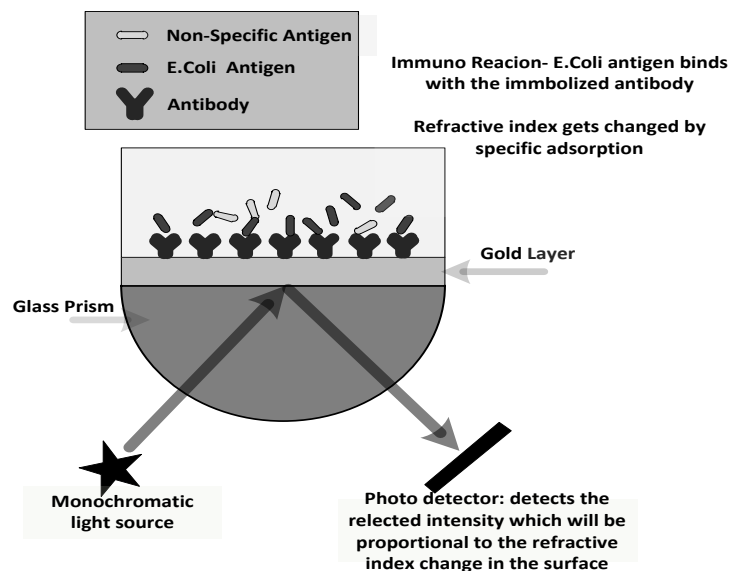 Non-Specific Antigen
E.Coli Antigen
Antibody
Immuno Reacion- E.Coli antigen binds
with the immbolized antibody
Refractive index gets changed by
specific adsorption
Gold Layer
Glass Prism
Monochromatic
light source
Photo detector: detects the
relected intensity which will be
proportional to the refractive
index change in the surface